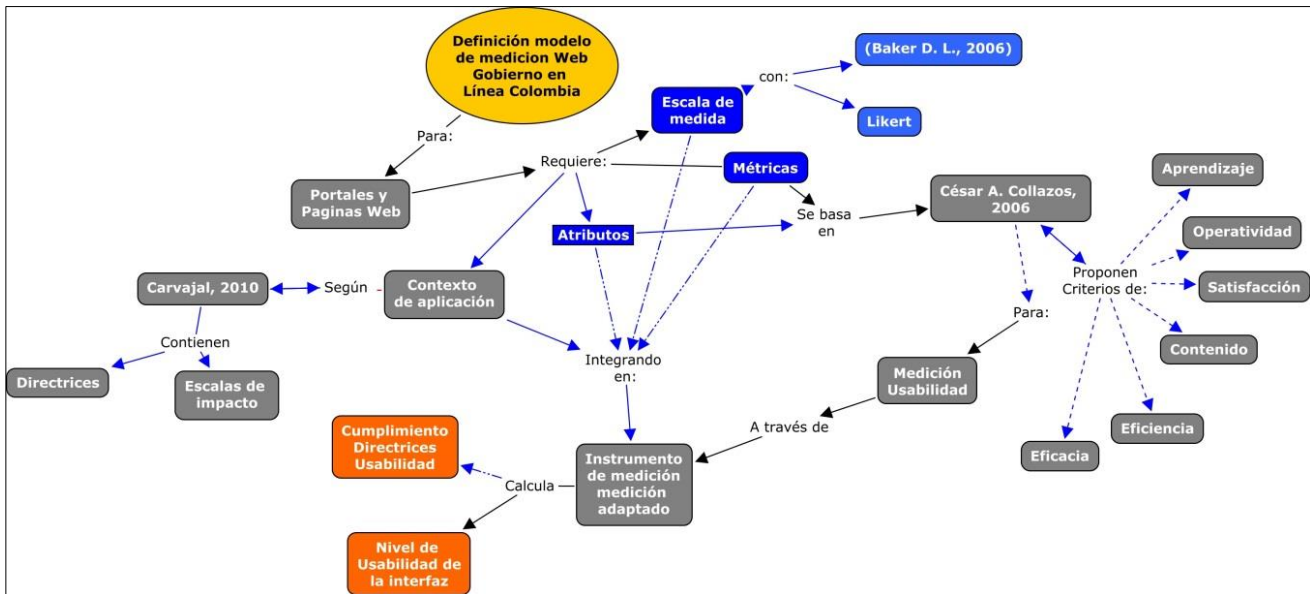 Definición modelo
de medicion Web
Gobierno en
Línea Colombia
(Baker D. L., 2006)
con:
Escala de
medida
Likert
Para:
Requiere:
Métricas
Aprendizaje
Portales y
Paginas Web
César A. Collazos,
2006
Se basa
en
Atributos
Operatividad
Proponen
Criterios de:
Carvajal, 2010
Según
Contexto
de aplicación
Satisfacción
Para:
Contienen
Contenido
Integrando
en:
Directrices
Escalas de
impacto
Medición
Usabilidad
Cumplimiento
Directrices
Usabilidad
A través de
Eficiencia
Eficacia
Instrumento
de medición
medición
adaptado
Calcula
Nivel de
Usabilidad de
la interfaz